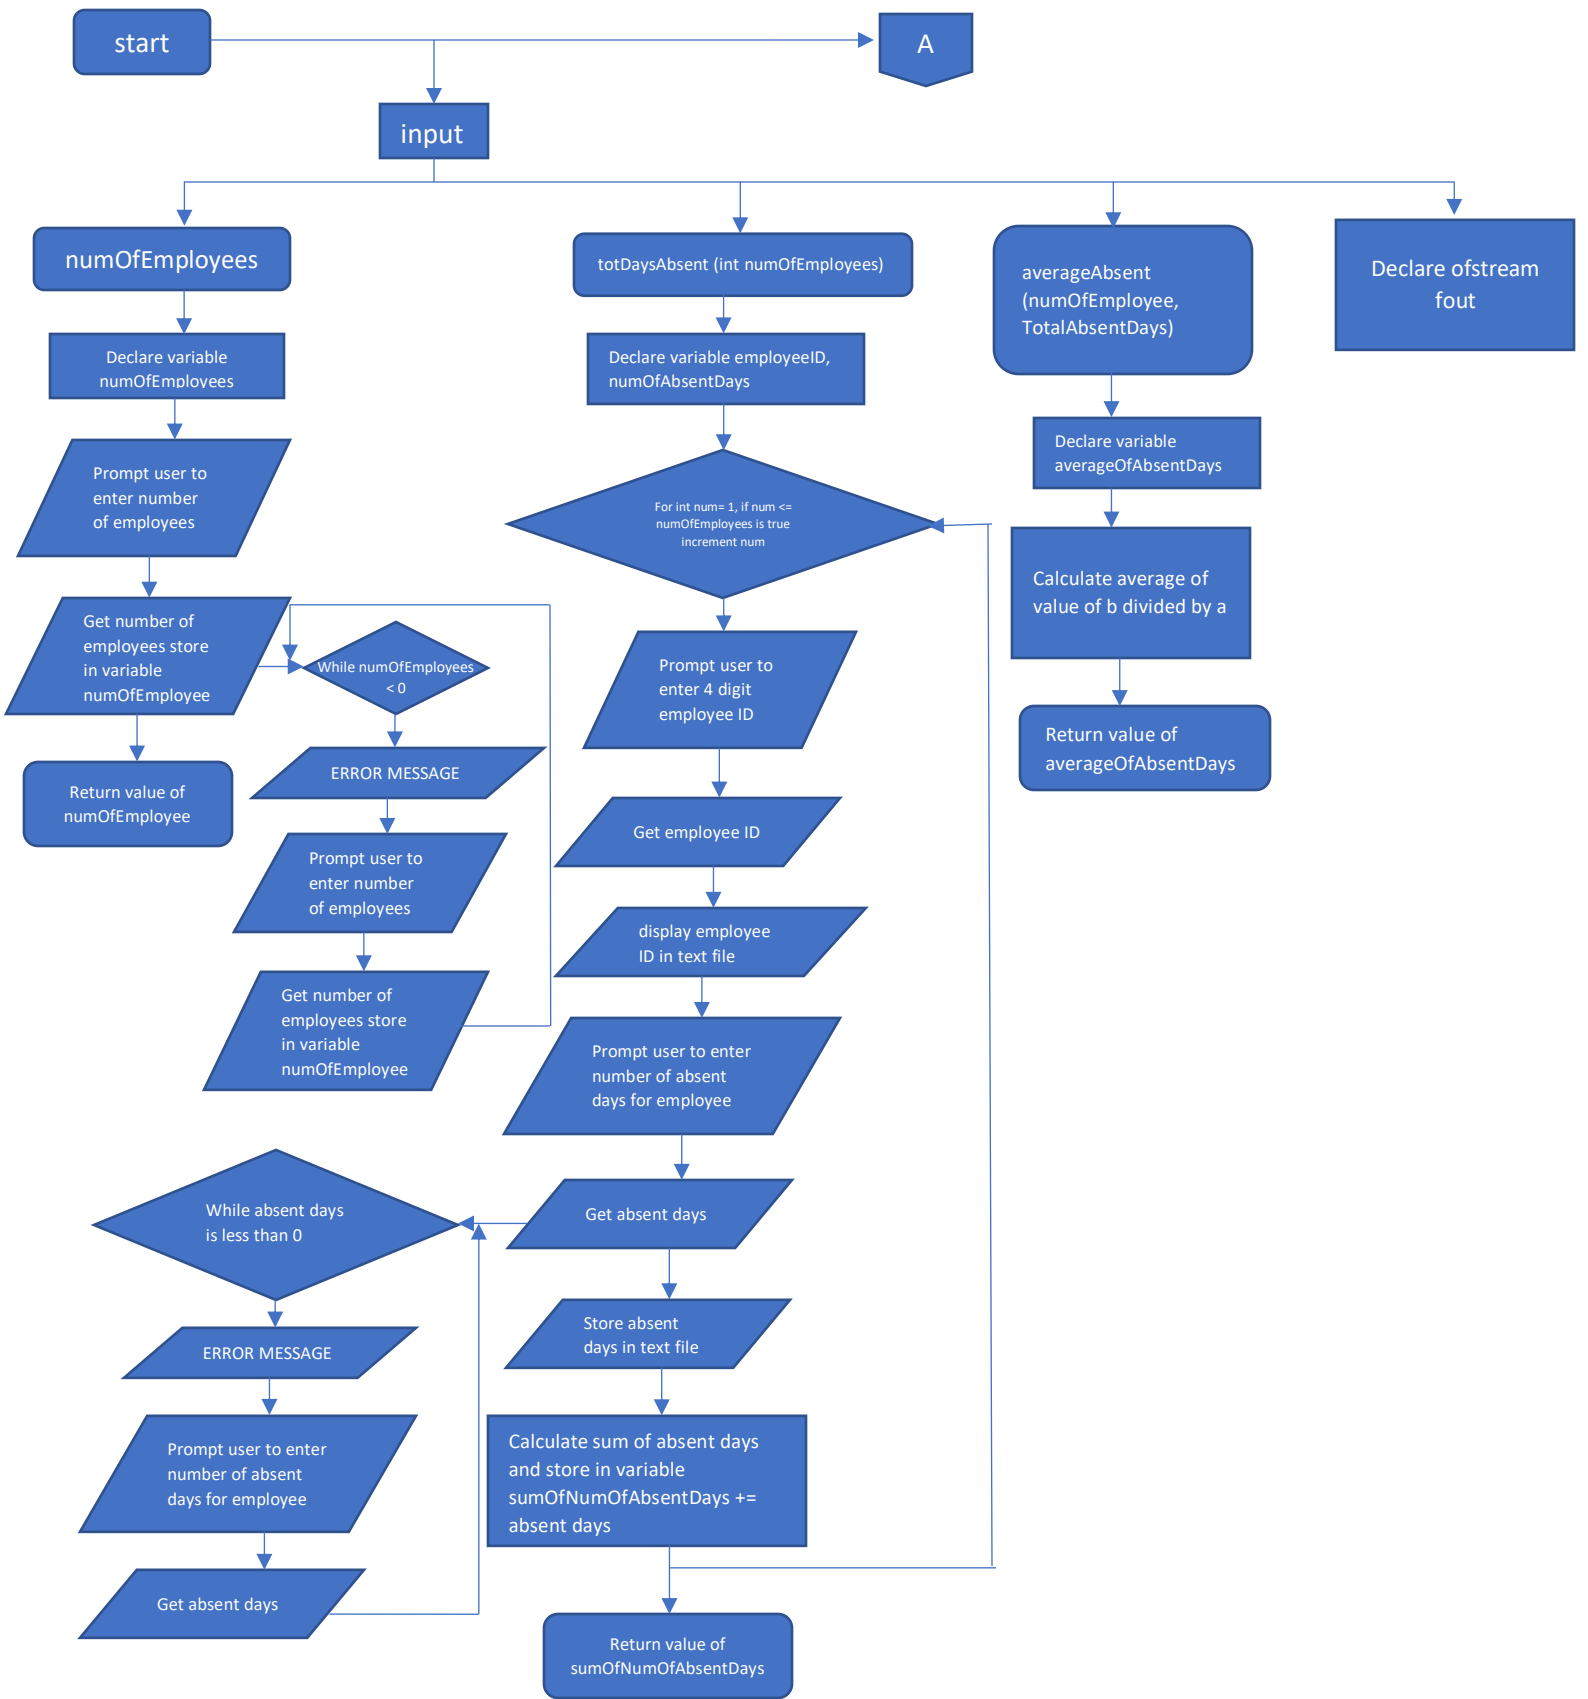 start
A
input
numOfEmployees
Declare variable
numOfEmployees
Prompt user to
enter number
of employees
Get number of
employees store
in variable
numOfEmployee
Return value of
numOfEmployee
While numOfEmployees
< 0
ERROR MESSAGE
Prompt user to
enter number
of employees
Get number of
employees store
in variable
numOfEmployee
totDaysAbsent (int numOfEmployees)
Declare variable employeeID,
numOfAbsentDays
For int num= 1, if num <=
numOfEmployees is true
increment num
Prompt user to
enter 4 digit
employee ID
Get employee ID
display employee
ID in text file
Prompt user to enter
number of absent
days for employee
Get absent days
While absent days
is less than 0
ERROR MESSAGE
Prompt user to enter
number of absent
days for employee
Get absent days
Store absent
days in text file
Calculate sum of absent days
and store in variable
sumOfNumOfAbsentDays +=
absent days
Return value of
sumOfNumOfAbsentDays
averageAbsent
(numOfEmployee,
TotalAbsentDays)
Declare variable
averageOfAbsentDays
Calculate average of
value of b divided by a
Return value of
averageOfAbsentDays
Declare ofstream
fout